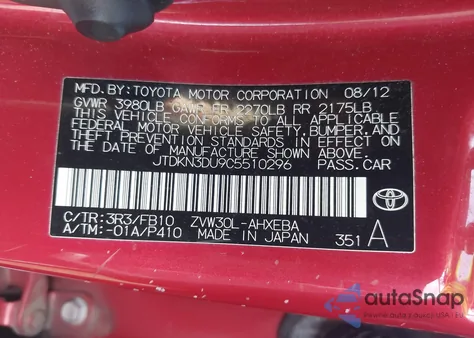 MFD. BY: TOYOTA MOTOR CORPORATION 08/12
GVWR 3980LB GAWR FR 2270LB RR 2175LB
THIS VEHICLE CONFORMS TO ALL APPLICABLE
FEDERAL MOTOR VEHICLE SAFETY, BUMPER, AND
THEFT PREVENTION STANDARDS IN EFFECT ON THE
DATE OF MANUFACTURE SHOWN ABOVE.
JTDKN3DU9C5510296 PASS.CAR
C/TR: 3R3/FB10 ZVW30L-AHXEBA
A/TM: -01A/P410 MADE IN JAPAN 351 A
TOYOTA
autoSnap